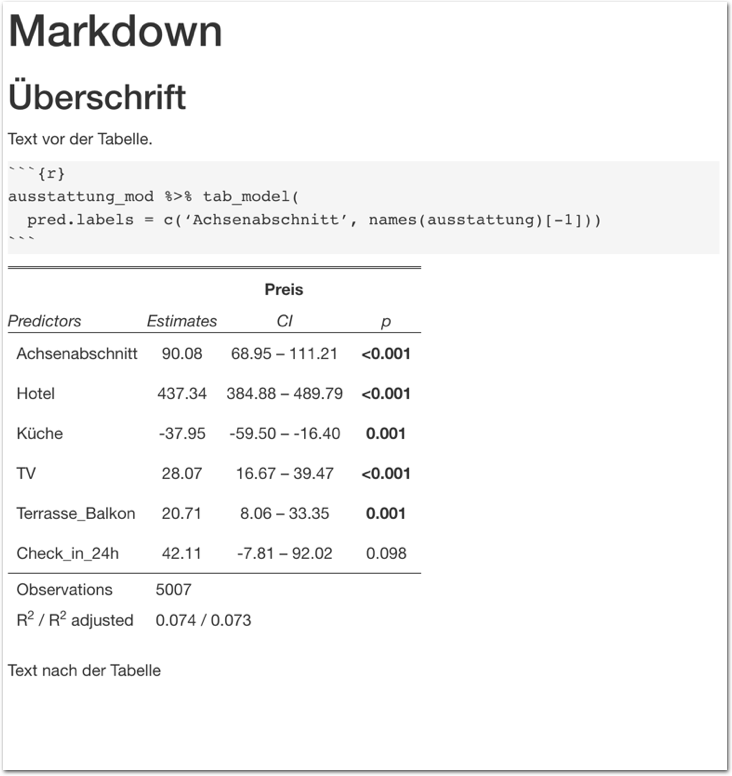 Markdown
Überschrift
Text vor der Tabelle.
```{r}
ausstattung_mod %>% tab_model(
  pred.labels = c(‘Achsenabschnitt’, names(ausstattung)[-1]))
```
Preis
Predictors Estimates CI p
Achsenabschnitt 90.08 68.95 – 111.21 <0.001
Hotel 437.34 384.88 – 489.79 <0.001
Küche -37.95 -59.50 – -16.40 0.001
TV 28.07 16.67 – 39.47 <0.001
Terrasse_Balkon 20.71 8.06 – 33.35 0.001
Check_in_24h 42.11 -7.81 – 92.02 0.098
Observations 5007
R² / R² adjusted 0.074 / 0.073
Text nach der Tabelle